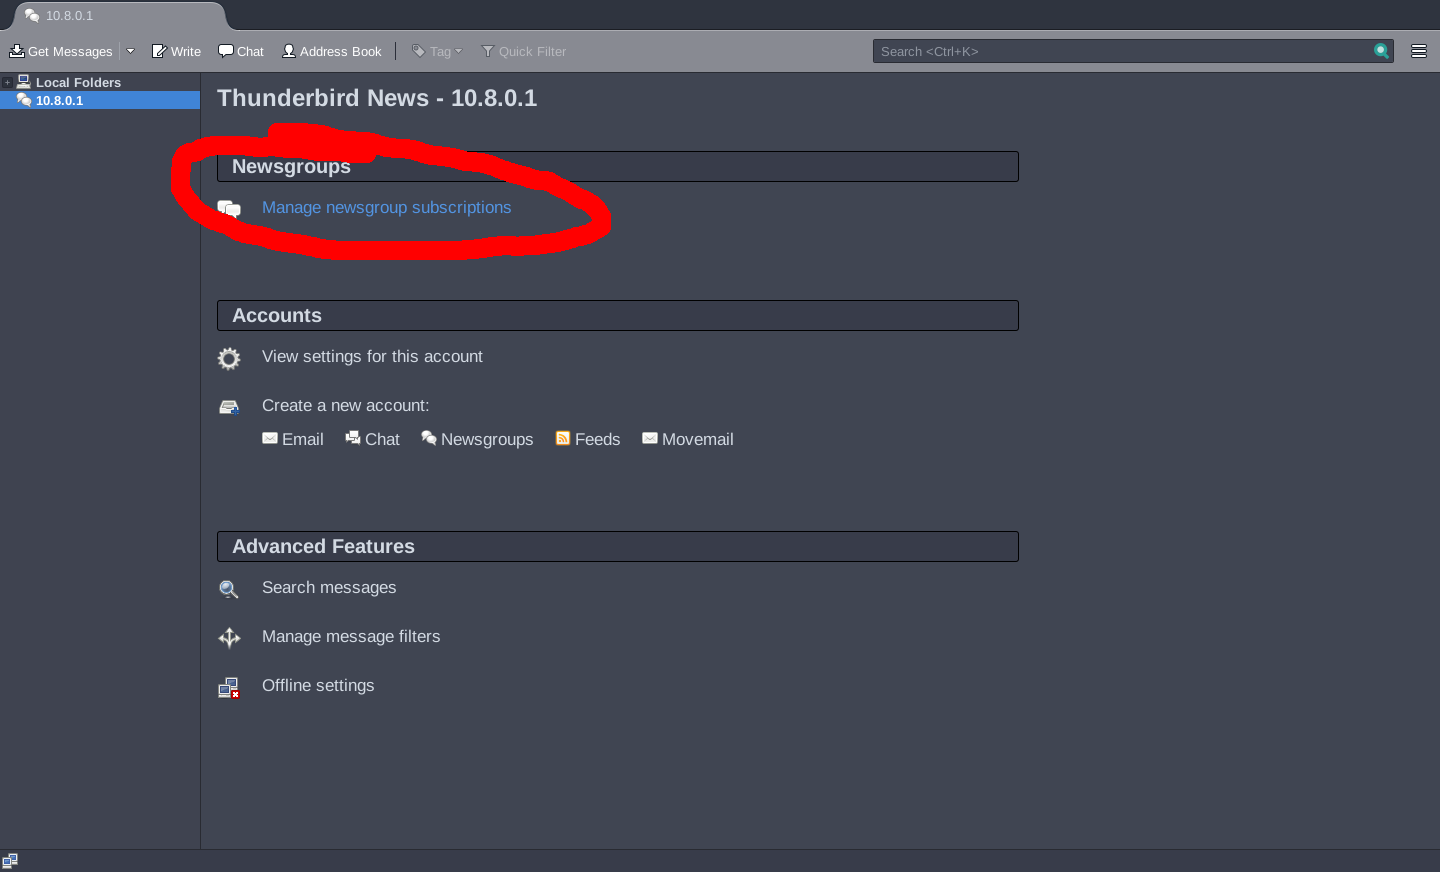 10.8.0.1
Get Messages Write Chat Address Book Tag Quick Filter Search <Ctrl+K>
Local Folders
10.8.0.1
Thunderbird News - 10.8.0.1
Newsgroups
Manage newsgroup subscriptions
Accounts
View settings for this account
Create a new account:
Email Chat Newsgroups Feeds Movemail
Advanced Features
Search messages
Manage message filters
Offline settings